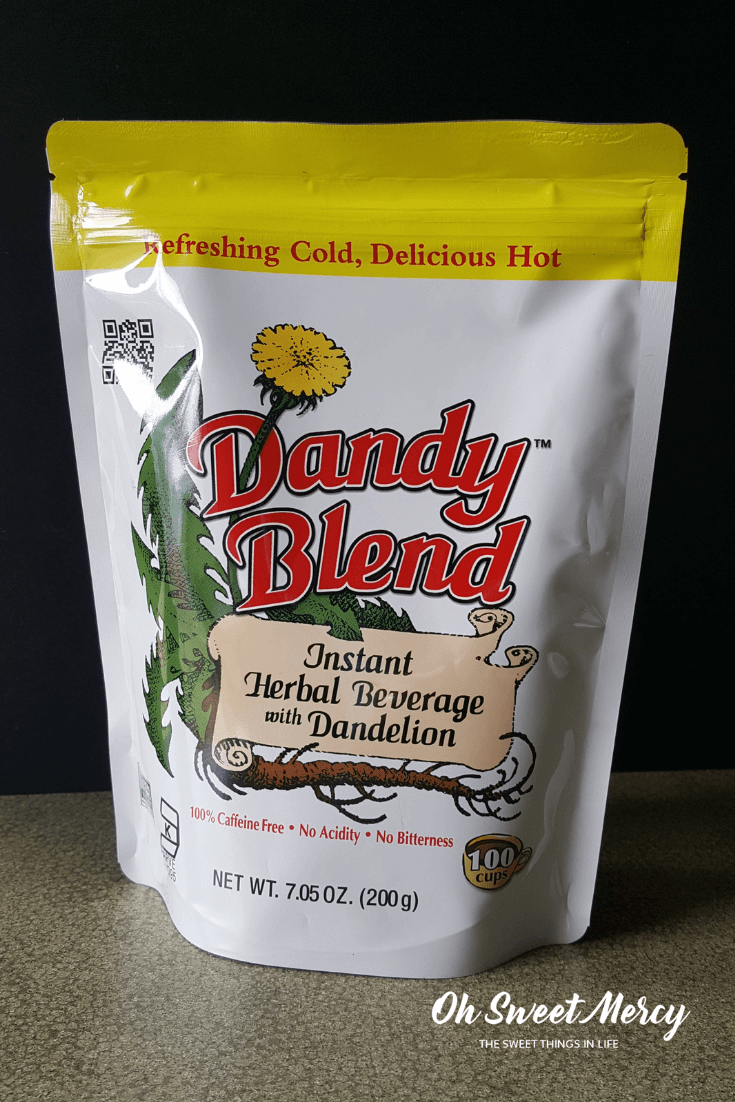 Refreshing Cold, Delicious Hot
Dandy™
Blend
Instant
Herbal Beverage
with Dandelion
100% Caffeine Free • No Acidity • No Bitterness
K
100
cups
NET WT. 7.05 OZ. (200g)
Oh Sweet Mercy
THE SWEET THINGS IN LIFE